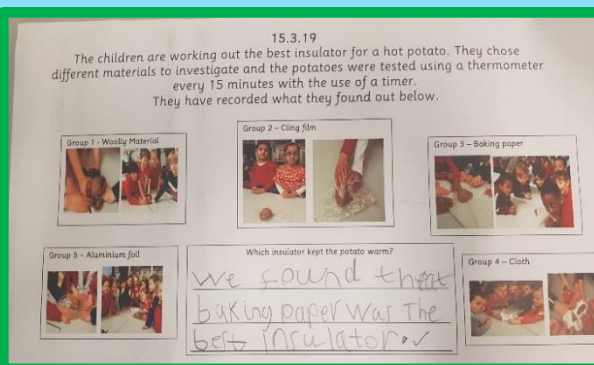 15.3.19
The children are working out the best insulator for a hot potato. They chose
different materials to investigate and the potatoes were tested using a thermometer
every 15 minutes with the use of a timer.
They have recorded what they found out below.
Group 1 - Woolly Material
Group 2 - Cling film
Group 3 - Baking paper
Group 5 - Aluminium foil
Which insulator kept the potato warm?
We found that
baking paper was The
best insulator.
Group 4 - Cloth